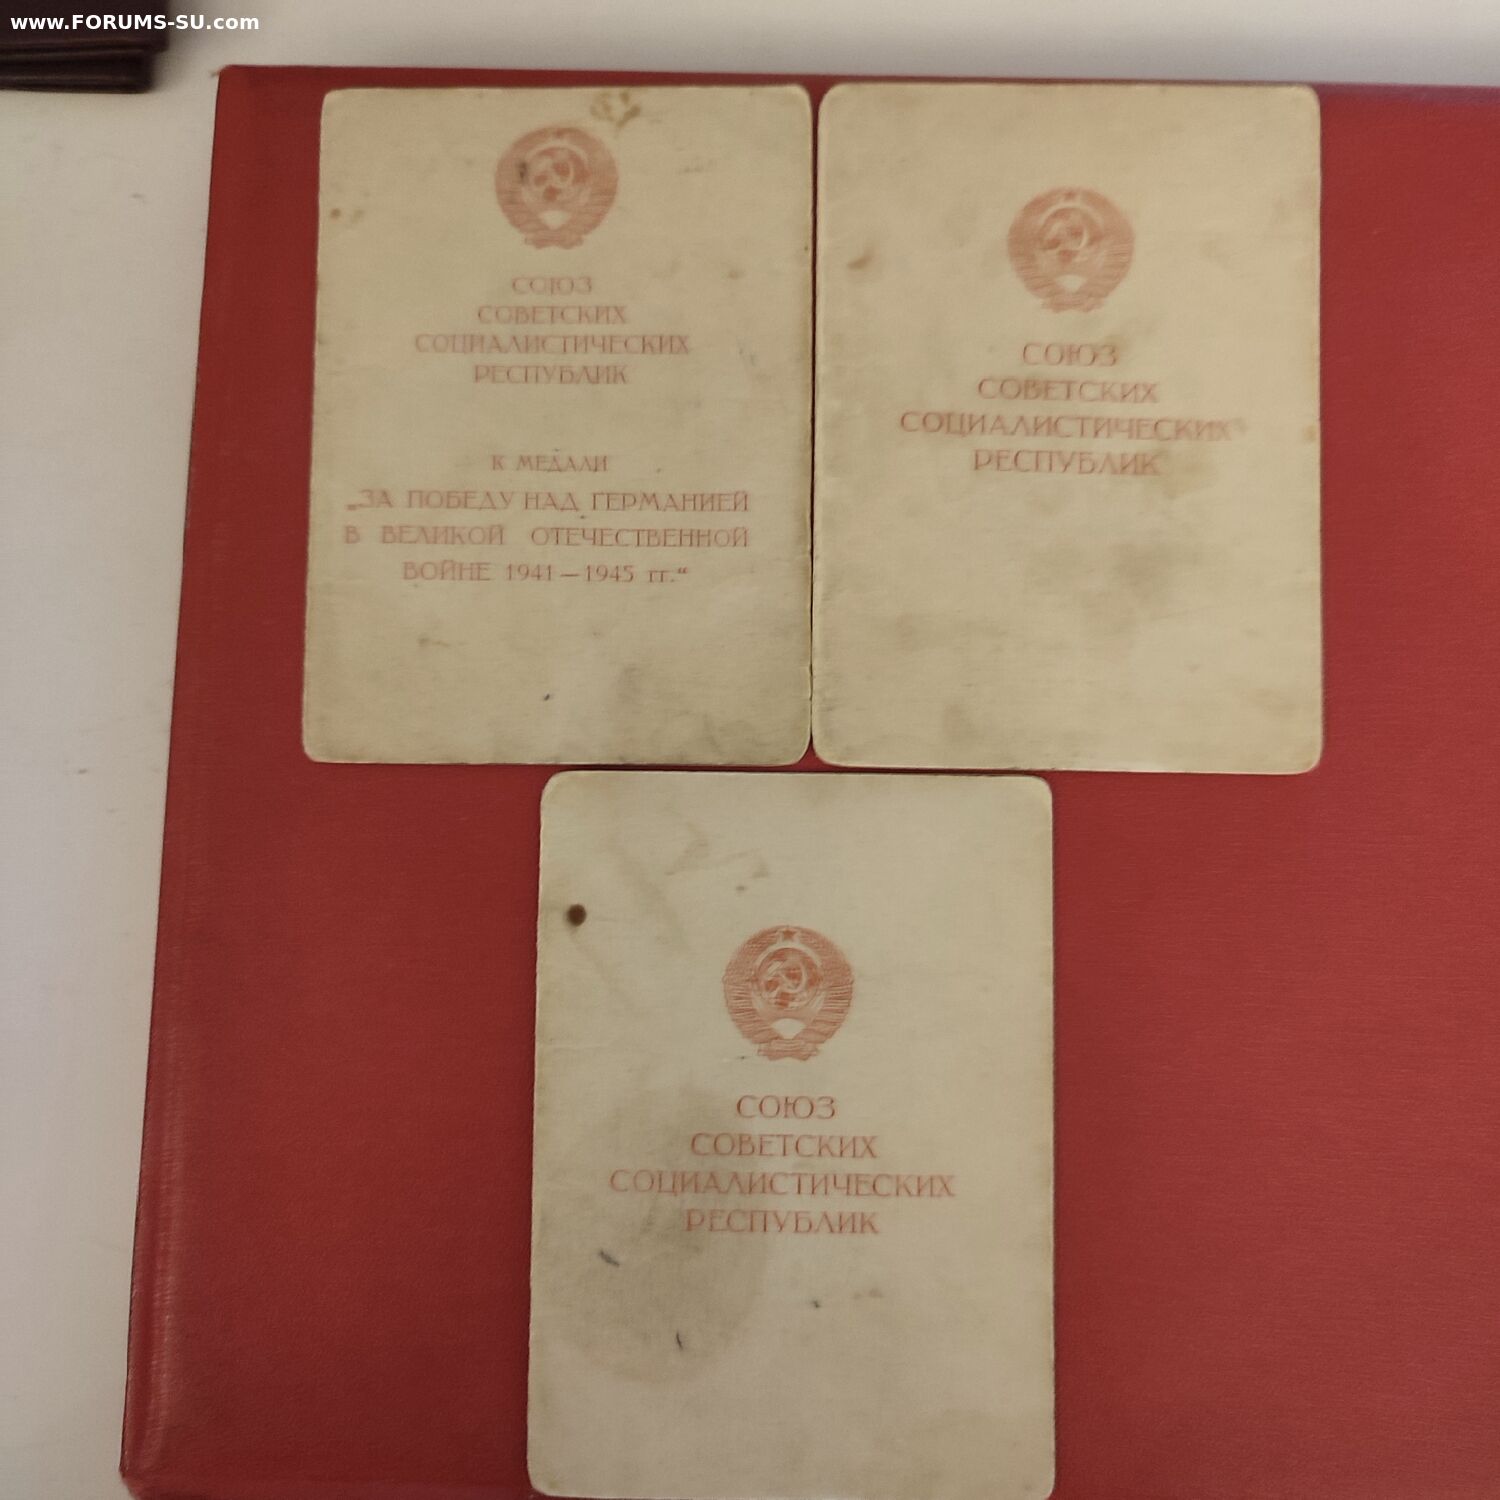 www.FORUMS-SU.com
СОЮЗ
СОВЕТСКИХ
СОЦИАЛИСТИЧЕСКИХ
РЕСПУБЛИК
К МЕДАЛИ
„ЗА ПОБЕДУ НАД ГЕРМАНИЕЙ
В ВЕЛИКОЙ ОТЕЧЕСТВЕННОЙ
ВОЙНЕ 1941—1945 гг.“
СОЮЗ
СОВЕТСКИХ
СОЦИАЛИСТИЧЕСКИХ
РЕСПУБЛИК
СОЮЗ
СОВЕТСКИХ
СОЦИАЛИСТИЧЕСКИХ
РЕСПУБЛИК